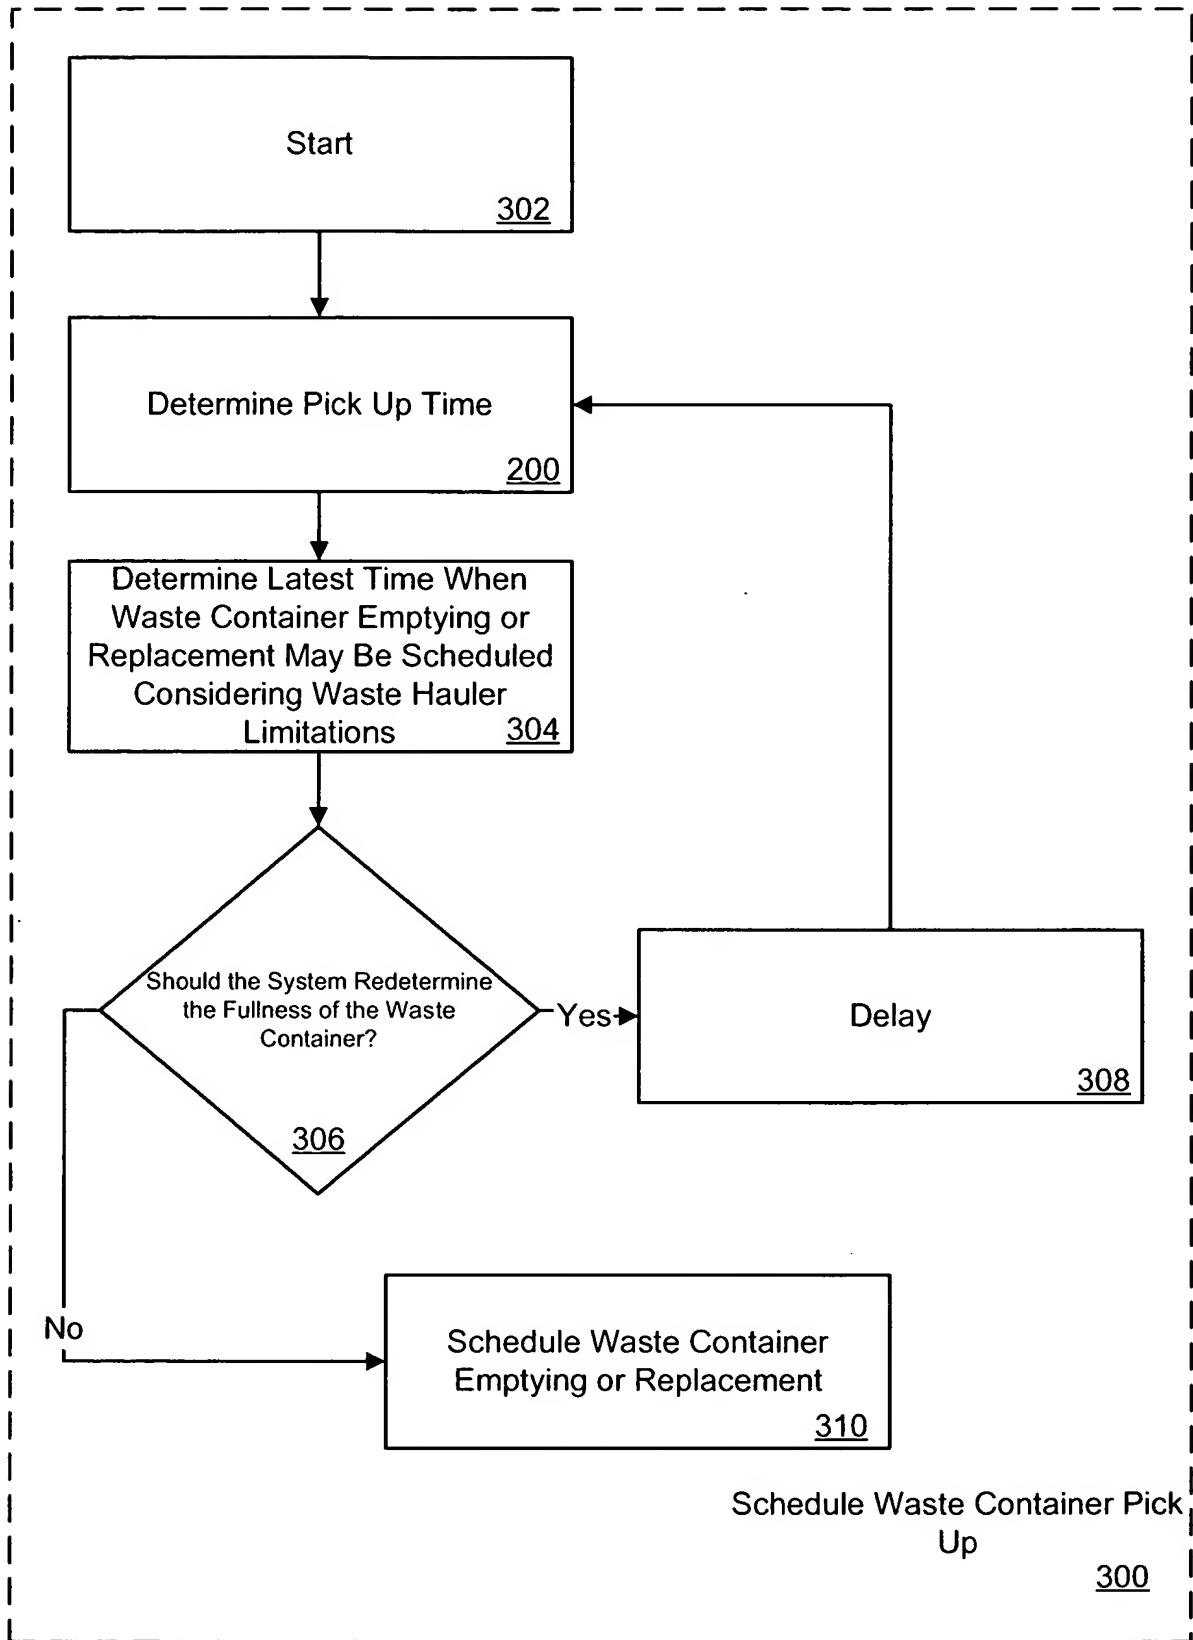 Start
302
Determine Pick Up Time
200
Determine Latest Time When
Waste Container Emptying or
Replacement May Be Scheduled
Considering Waste Hauler
Limitations
304
Should the System Redetermine
the Fullness of the Waste
Container?
306
Yes
Delay
308
No
Schedule Waste Container
Emptying or Replacement
310
Schedule Waste Container Pick
Up
300